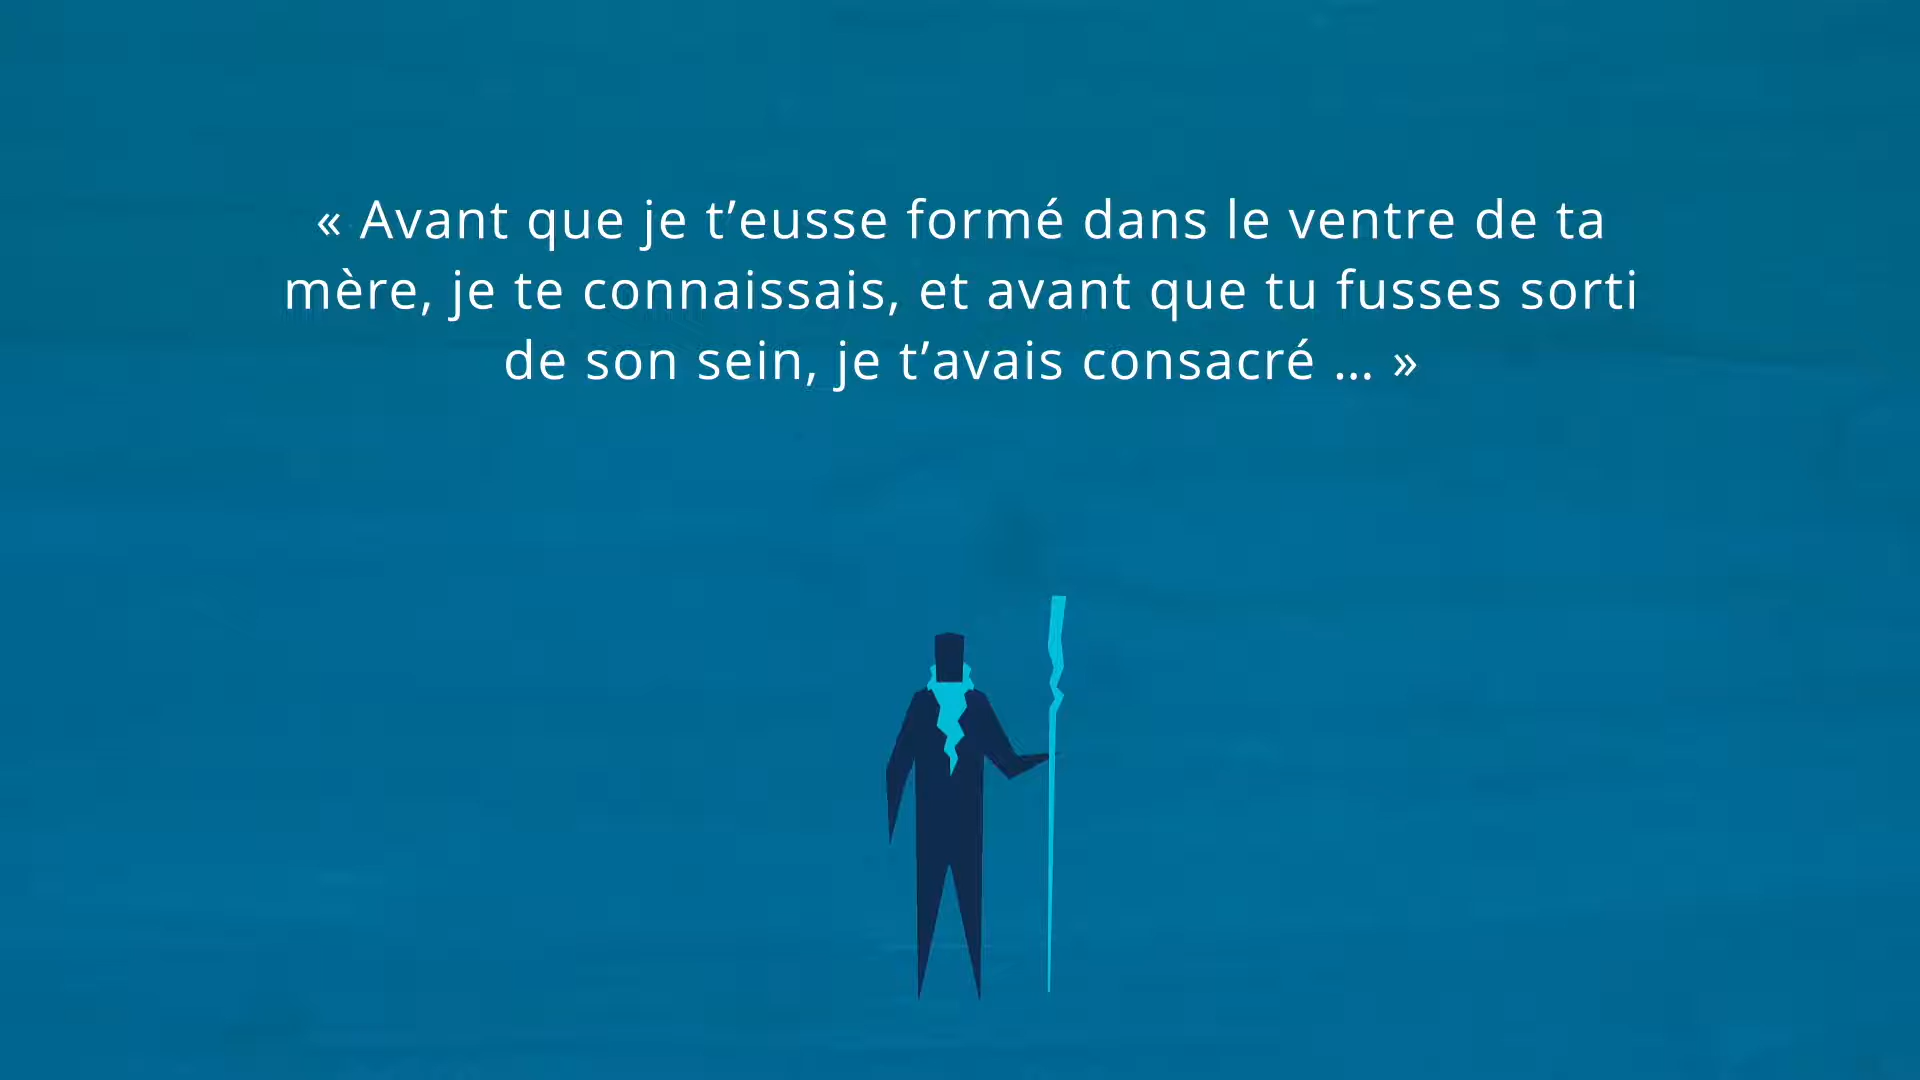 « Avant que je t’eusse formé dans le ventre de ta
mère, je te connaissais, et avant que tu fusses sorti
de son sein, je t’avais consacré ... »